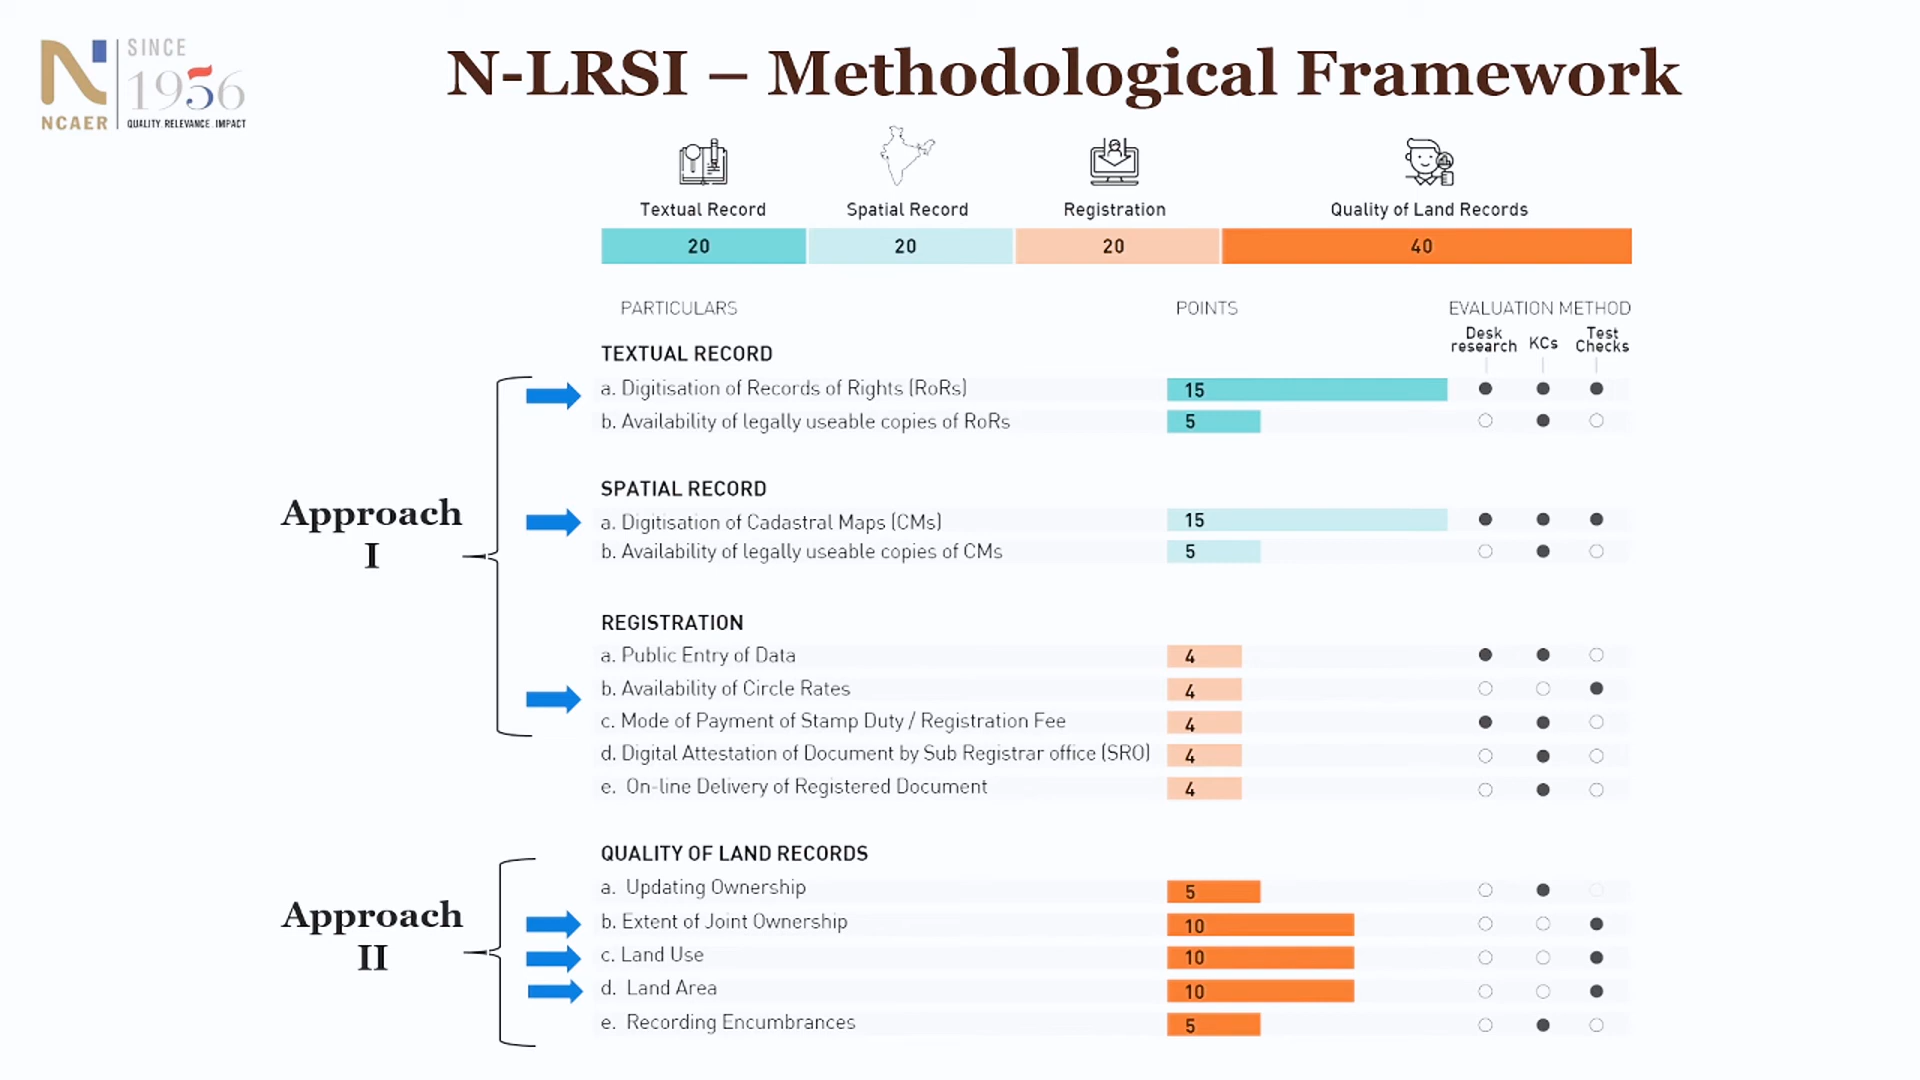 SINCE
1956
NCAER
QUALITY. RELEVANCE. IMPACT
N-LRSI – Methodological Framework
Textual Record Spatial Record Registration Quality of Land Records
20 20 20 40
PARTICULARS POINTS EVALUATION METHOD
Desk research KCs Test Checks
TEXTUAL RECORD
a. Digitisation of Records of Rights (RoRs) 15
b. Availability of legally useable copies of RoRs 5
SPATIAL RECORD
a. Digitisation of Cadastral Maps (CMs) 15
b. Availability of legally useable copies of CMs 5
Approach
I
REGISTRATION
a. Public Entry of Data 4
b. Availability of Circle Rates 4
c. Mode of Payment of Stamp Duty / Registration Fee 4
d. Digital Attestation of Document by Sub Registrar office (SRO) 4
e. On-line Delivery of Registered Document 4
QUALITY OF LAND RECORDS
a. Updating Ownership 5
b. Extent of Joint Ownership 10
c. Land Use 10
d. Land Area 10
e. Recording Encumbrances 5
Approach
II